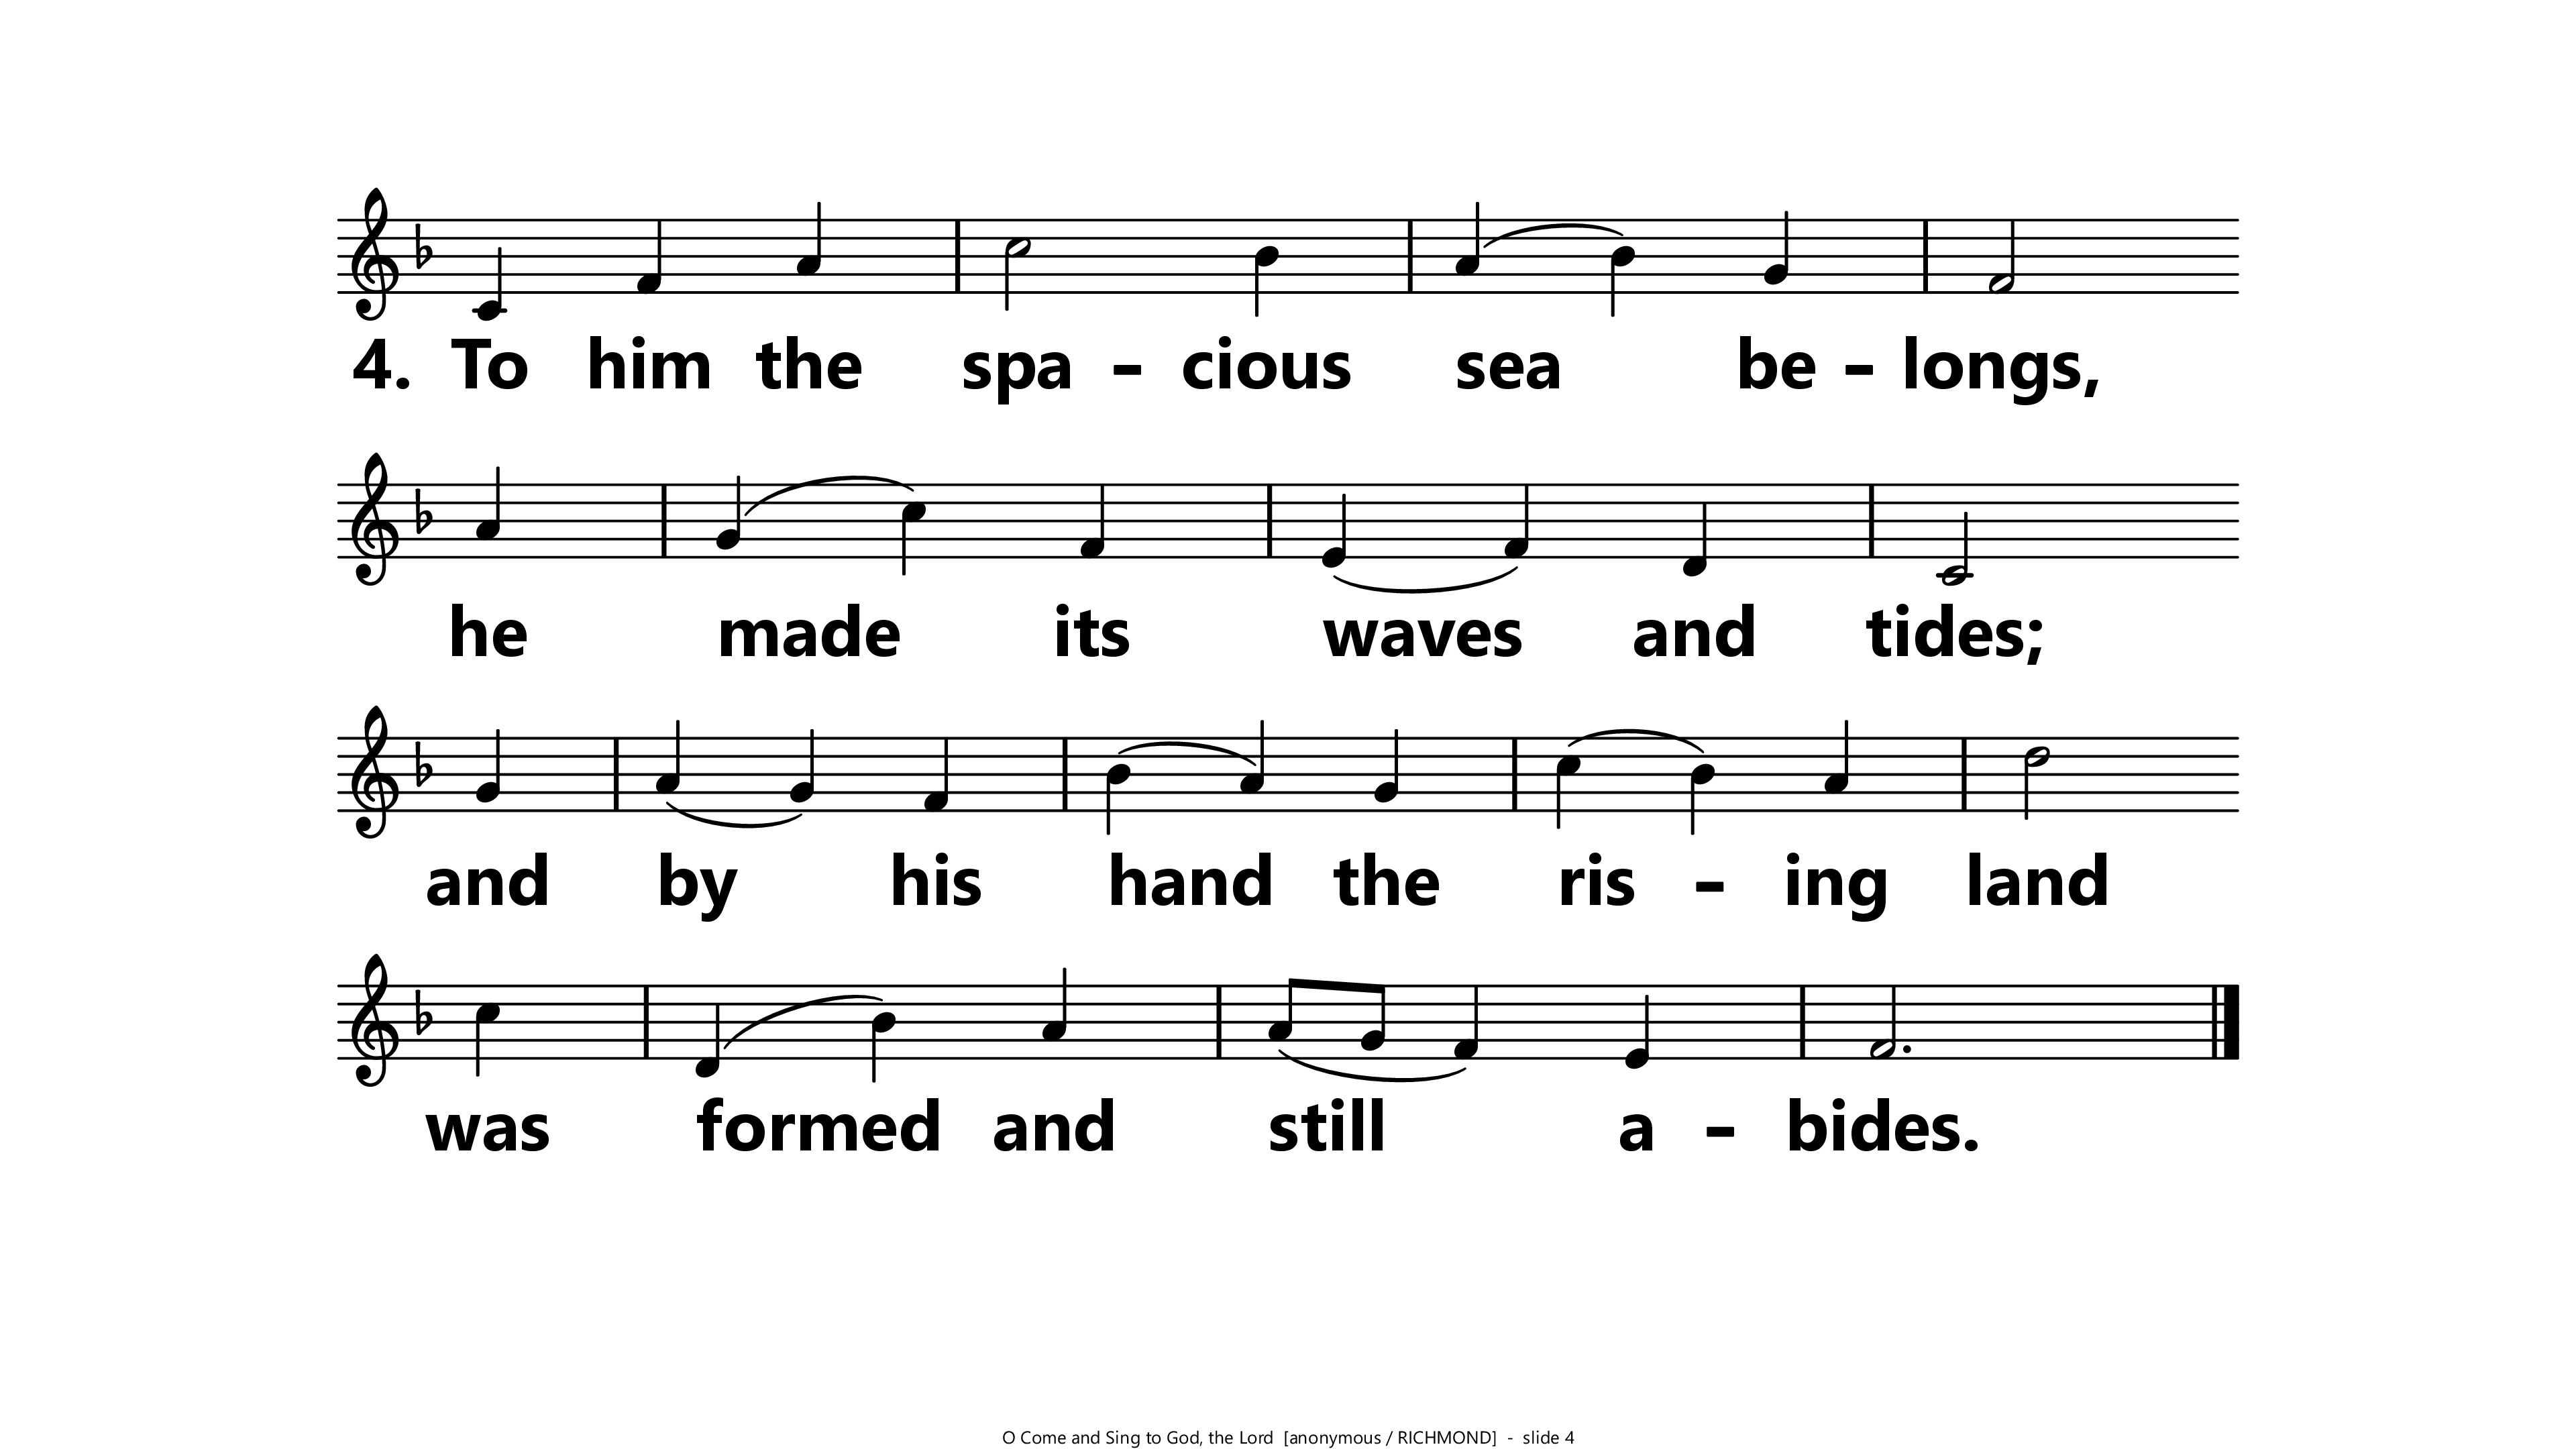 4. To him the spa - cious sea be - longs,
he made its waves and tides;
and by his hand the ris - ing land
was formed and still a - bides.
O Come and Sing to God, the Lord [anonymous / RICHMOND] - slide 4